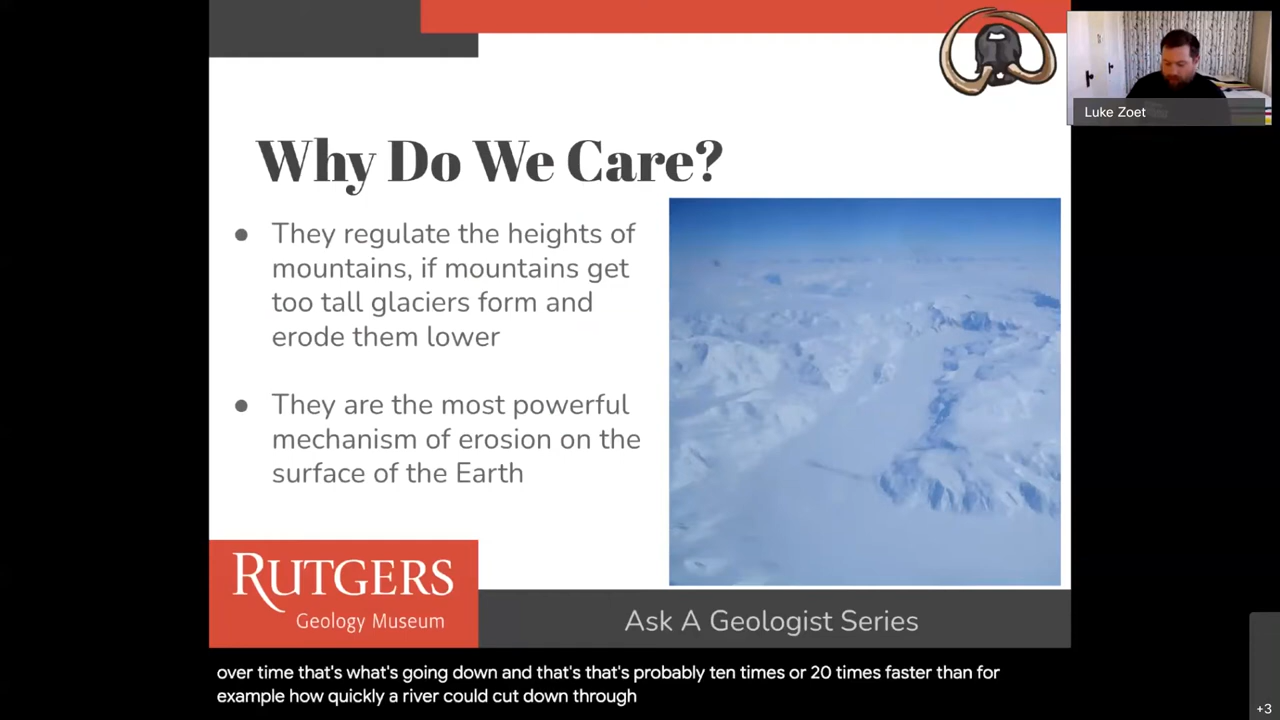 Luke Zoet
Why Do We Care?
● They regulate the heights of
mountains, if mountains get
too tall glaciers form and
erode them lower
● They are the most powerful
mechanism of erosion on the
surface of the Earth
RUTGERS
Geology Museum
Ask A Geologist Series
over time that's what's going down and that's that's probably ten times or 20 times faster than for
example how quickly a river could cut down through
+3